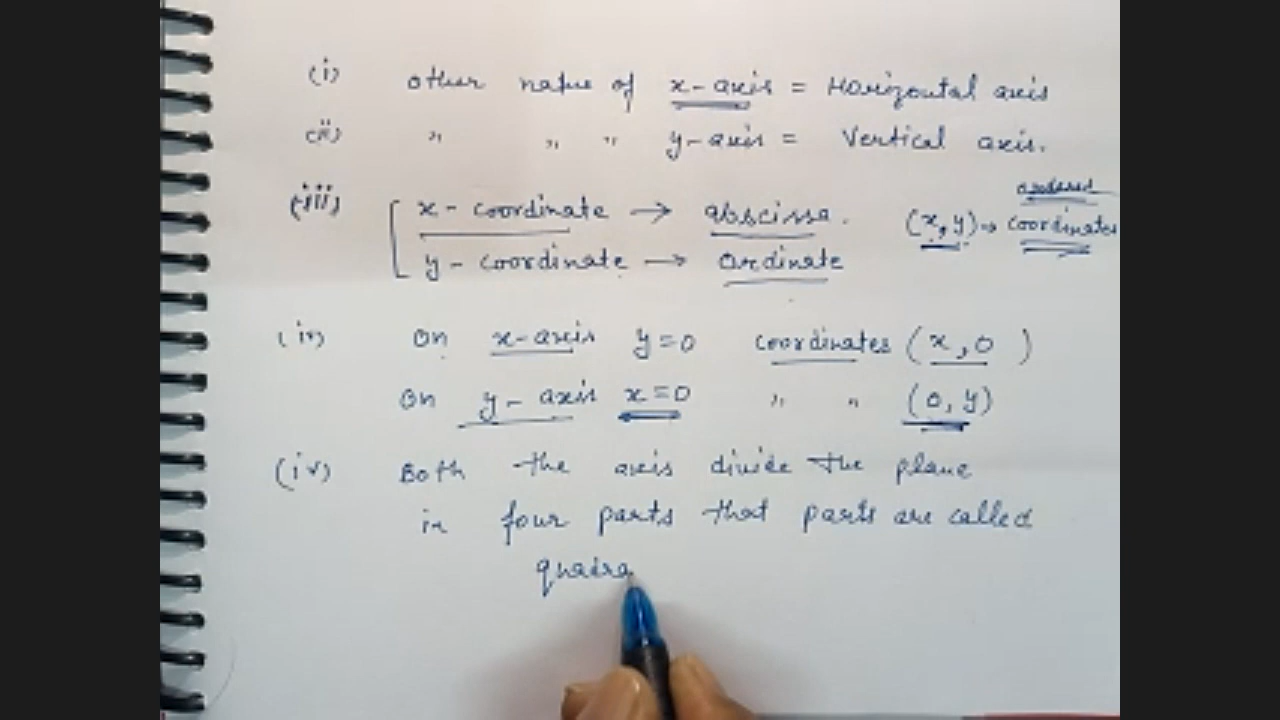 (i) other name of x-axis = Horizontal axis
(ii) " " " y-axis = Vertical axis.
(iii) x - coordinate → abscissa. (x, y) → ordered coordinates
y - coordinate → ordinate
(iv) on x-axis y=0 coordinates (x, 0)
on y-axis x=0 " " (0, y)
(iv) Both the axis divide the plane
in four parts that parts are called
quadra